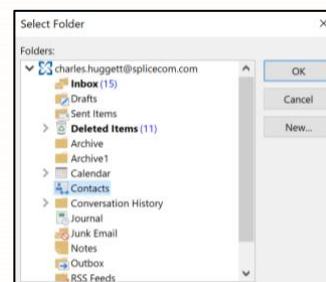 Select Folder
Folders:
charles.huggett@splicecom.com
Inbox (15)
Drafts
Sent Items
Deleted Items (11)
Archive
Archive1
Calendar
Contacts
Conversation History
Journal
Junk Email
Notes
Outbox
RSS Feeds
OK
Cancel
New...